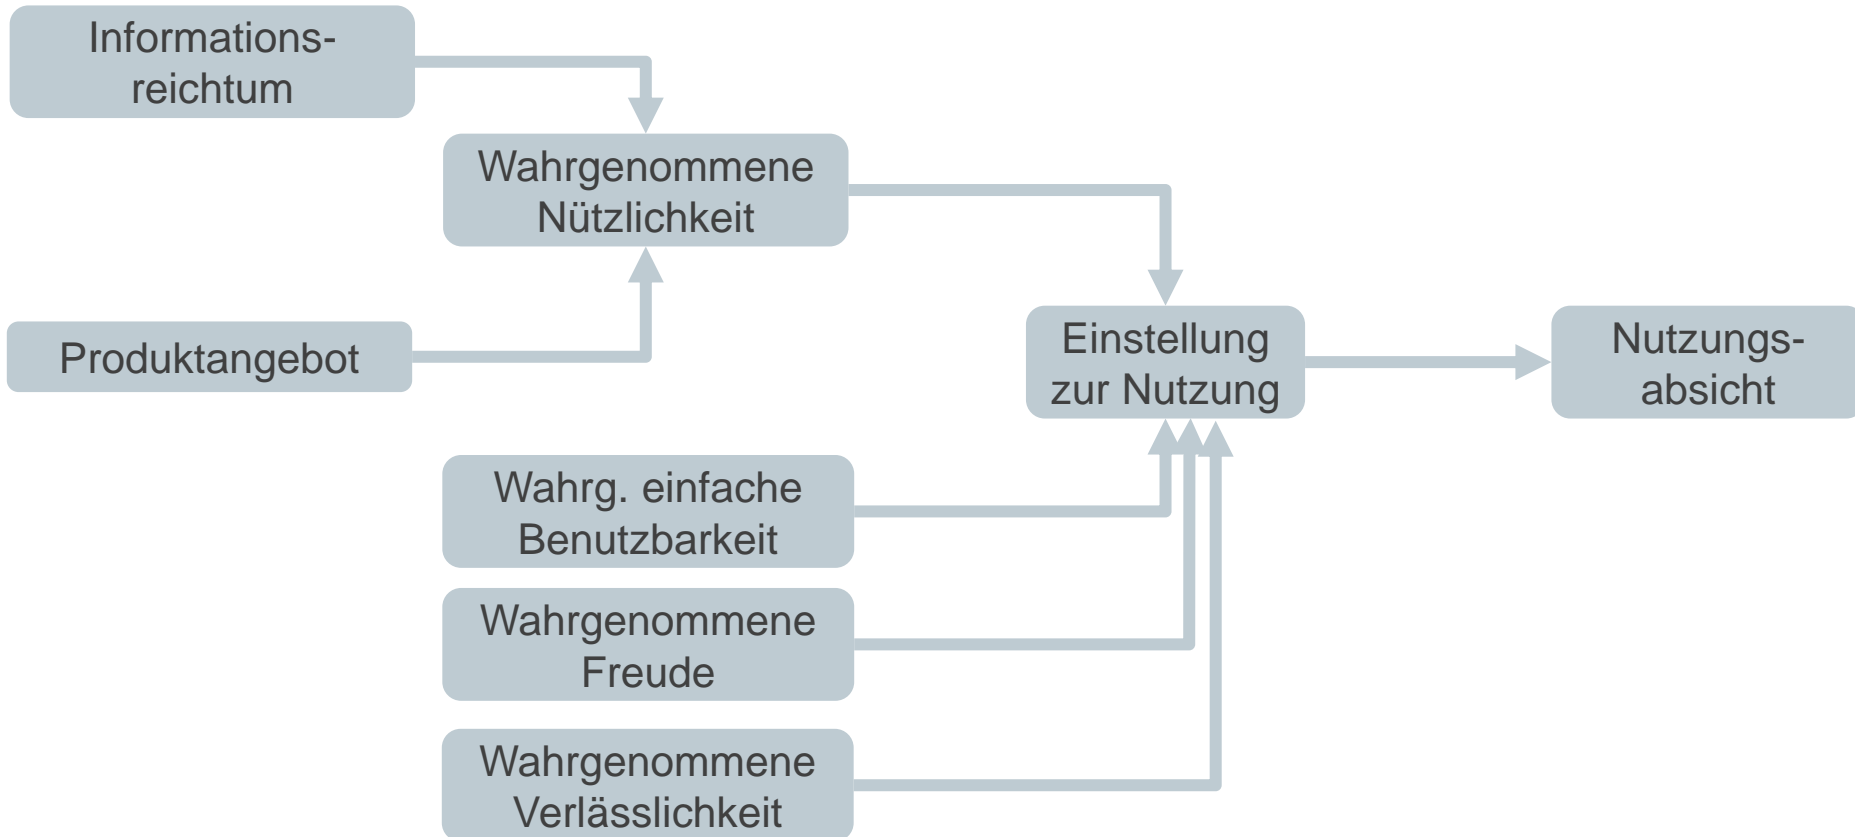 Informations-
reichtum
Wahrgenommene
Nützlichkeit
Produktangebot
Einstellung
zur Nutzung
Nutzungs-
absicht
Wahrg. einfache
Benutzbarkeit
Wahrgenommene
Freude
Wahrgenommene
Verlässlichkeit